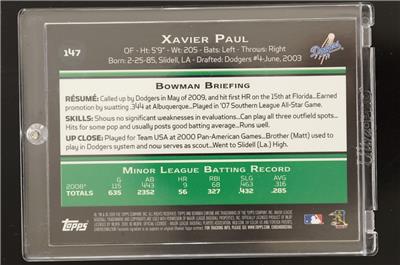 147
XAVIER PAUL
OF - Ht: 5'9" - Wt: 205 - Bats: Left - Throws: Right
Born: 2-25-85, Slidell, LA - Drafted: Dodgers #4-June, 2003
Dodgers
BOWMAN BRIEFING
RÉSUMÉ: Called up by Dodgers in May of 2009, and hit first HR on the 15th at Florida...Earned
promotion by swatting .344 at Albuquerque...Played in '07 Southern League All-Star Game.
SKILLS: Shows no significant weaknesses in evaluations...Can play all three outfield spots...
Hits for some pop and usually posts good batting average...Runs well.
UP CLOSE: Played for Team USA at 2000 Pan-American Games...Brother (Matt) used to
play in Dodgers system and now serves as scout...Went to Slidell (La.) High.
MINOR LEAGUE BATTING RECORD
G AB HR RBI SLG AVG
2008* 115 443 9 68 .463 .316
TOTALS 635 2352 56 327 .432 .285
Topps